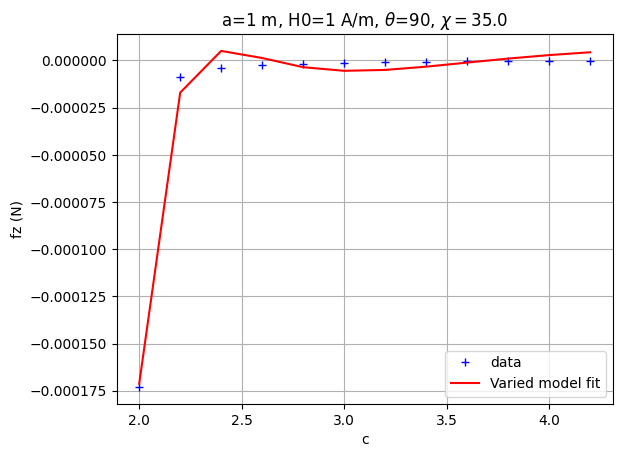 a=1 m, H0=1 A/m, θ=90, χ = 35.0
0.000000
−0.000025
−0.000050
−0.000075
−0.000100
−0.000125
−0.000150
−0.000175
fz (N)
data
Varied model fit
2.0 2.5 3.0 3.5 4.0
c